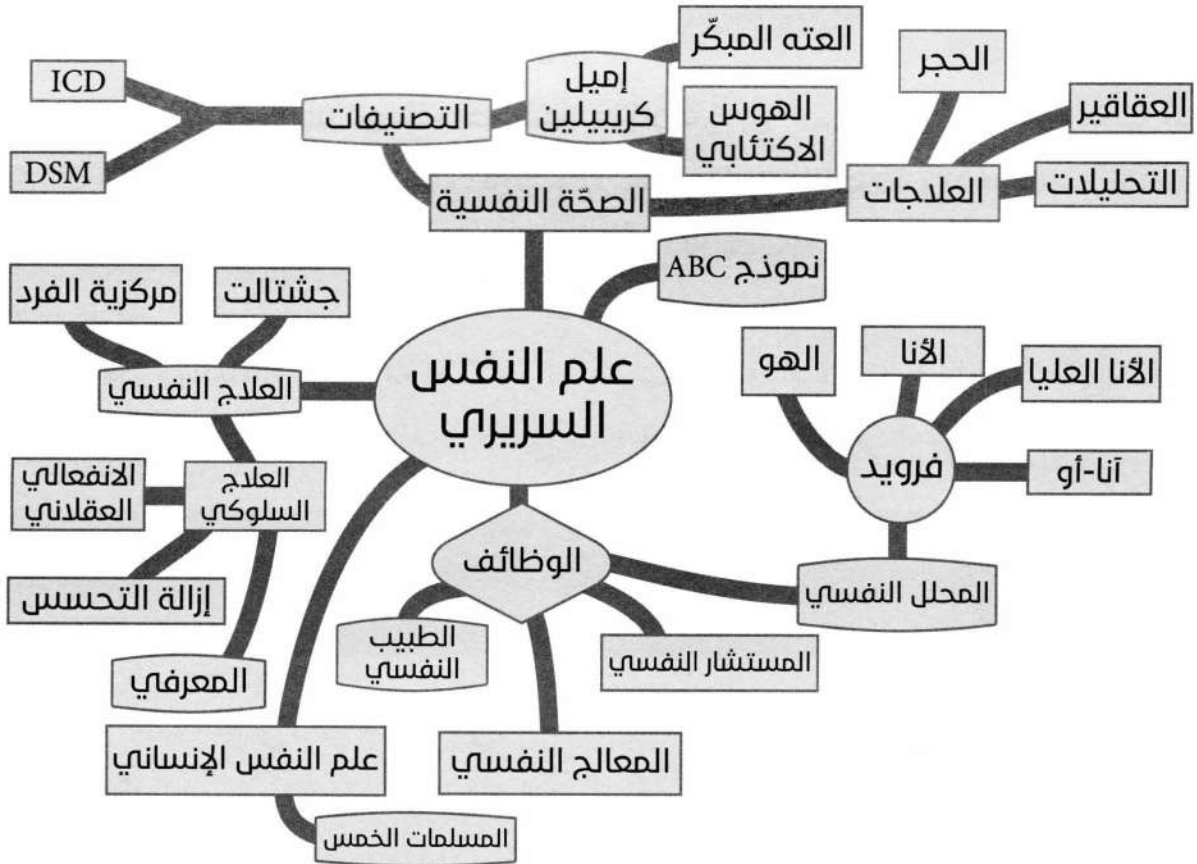 العته المبكّر
الحجر
ICD
إميل
كريبيلين
العقاقير
التصنيفات
الهوس
الاكتئابي
DSM
الصحّة النفسية
العلاجات
التحليلات
نموذج ABC
مركزية الفرد
جشتالت
علم النفس
السريري
الهو
الأنا
الأنا العليا
العلاج النفسي
فرويد
آنا-أو
الانفعالي
العقلاني
العلاج
السلوكي
الوظائف
المحلل النفسي
إزالة التحسس
الطبيب
النفسي
المستشار النفسي
المعرفي
علم النفس الإنساني
المعالج النفسي
المسلمات الخمس